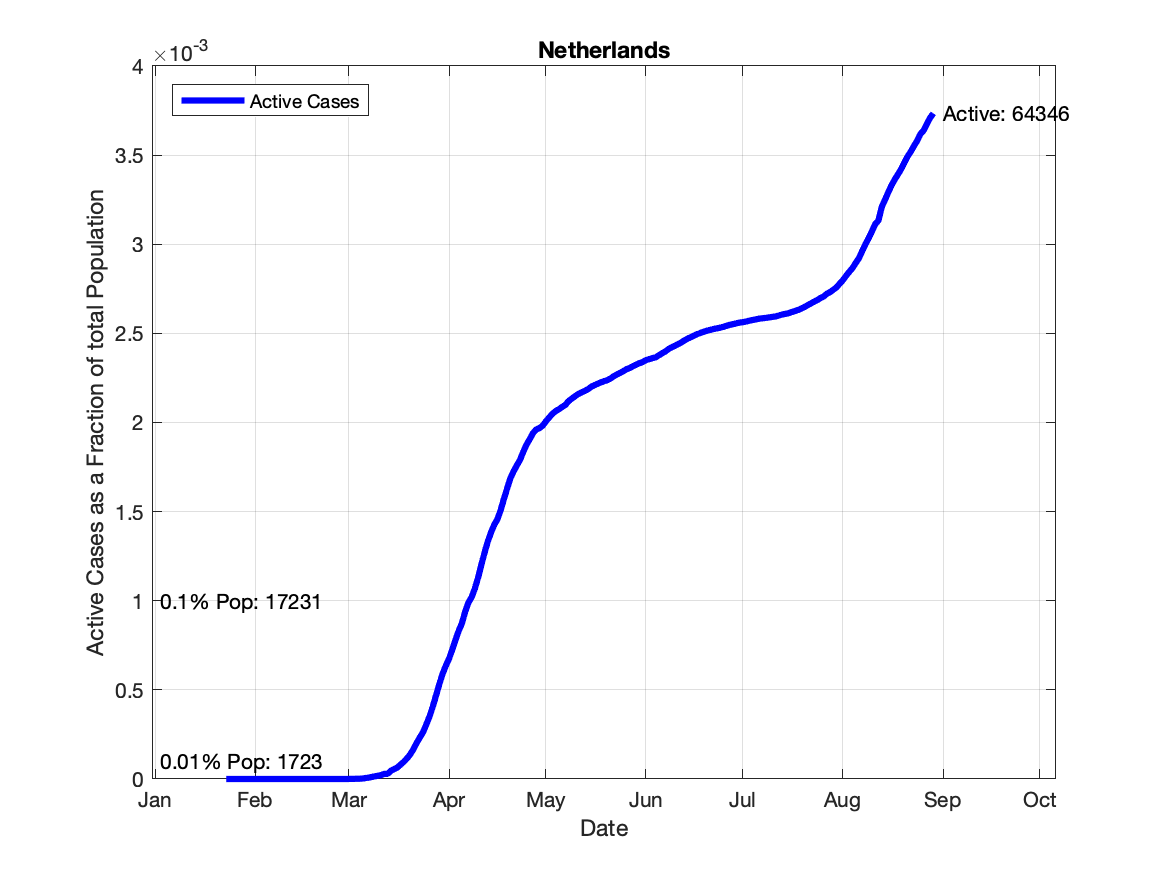 Netherlands
×10-3
4
3.5
3
2.5
2
1.5
1
0.5
0
Active Cases as a Fraction of total Population
Active Cases
Active: 64346
0.1% Pop: 17231
0.01% Pop: 1723
Jan Feb Mar Apr May Jun Jul Aug Sep Oct
Date